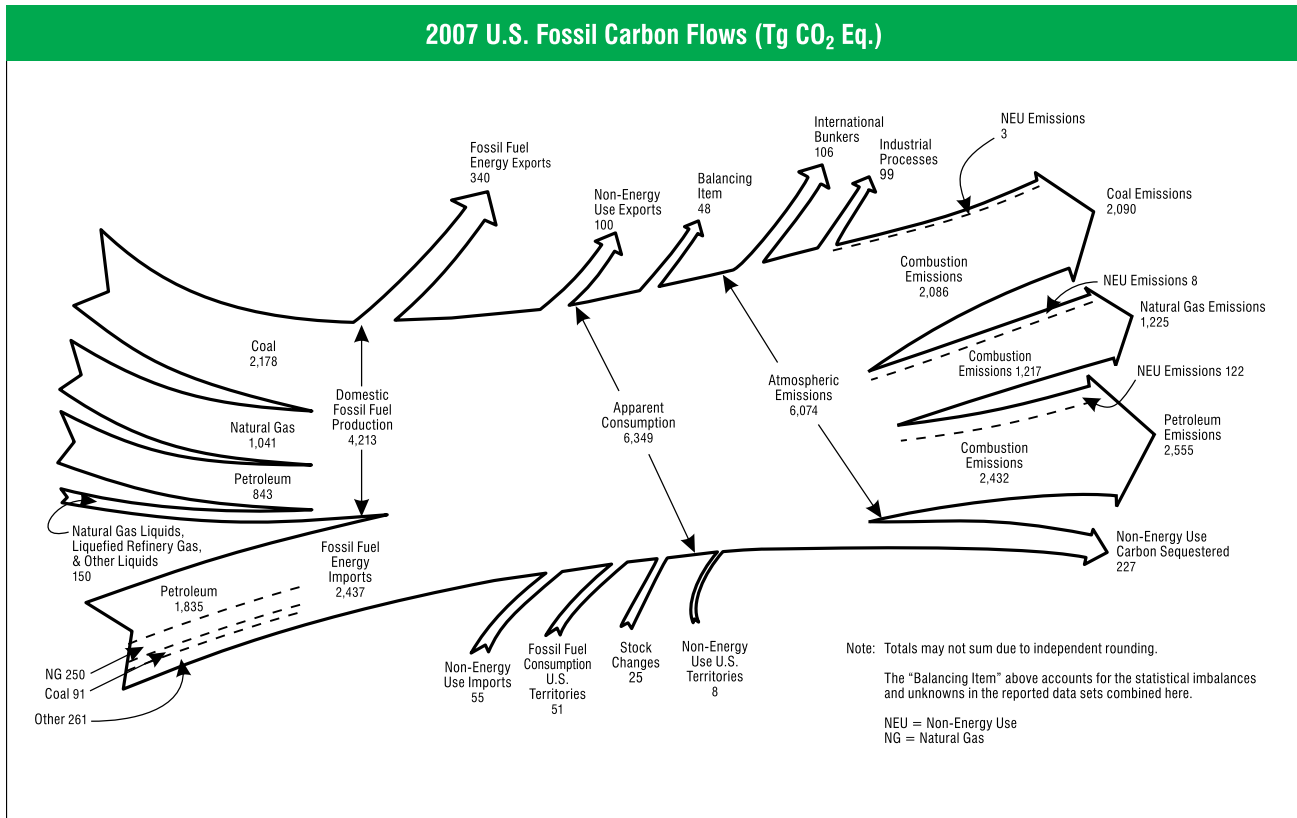 2007 U.S. Fossil Carbon Flows (Tg CO₂ Eq.)
Fossil Fuel
Energy Exports
340
Non-Energy
Use Exports
100
Balancing
Item
48
International
Bunkers
106
Industrial
Processes
99
NEU Emissions
3
Coal Emissions
2,090
Combustion
Emissions
2,086
NEU Emissions 8
Natural Gas Emissions
1,225
Combustion
Emissions 1,217
NEU Emissions 122
Petroleum
Emissions
2,555
Combustion
Emissions
2,432
Non-Energy Use
Carbon Sequestered
227
Coal
2,178
Natural Gas
1,041
Petroleum
843
Natural Gas Liquids,
Liquefied Refinery Gas,
& Other Liquids
150
Domestic
Fossil Fuel
Production
4,213
Apparent
Consumption
6,349
Atmospheric
Emissions
6,074
Fossil Fuel
Energy
Imports
2,437
Petroleum
1,835
NG 250
Coal 91
Other 261
Non-Energy
Use Imports
55
Fossil Fuel
Consumption
U.S.
Territories
51
Stock
Changes
25
Non-Energy
Use U.S.
Territories
8
Note: Totals may not sum due to independent rounding.
The “Balancing Item” above accounts for the statistical imbalances
and unknowns in the reported data sets combined here.
NEU = Non-Energy Use
NG = Natural Gas